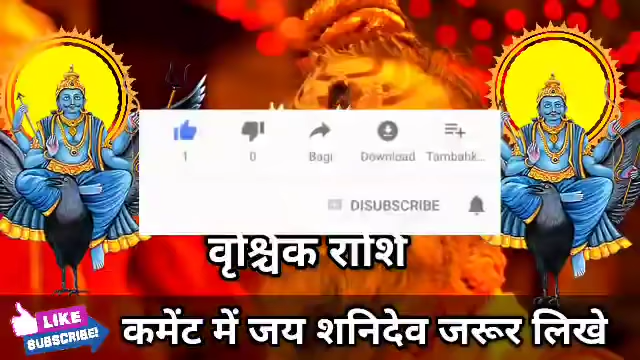 1 0 Bagi Download Tambahk...
DISUBSCRIBE
वृश्चिक राशि
LIKE
SUBSCRIBE!
कमेंट में जय शनिदेव जरूर लिखे